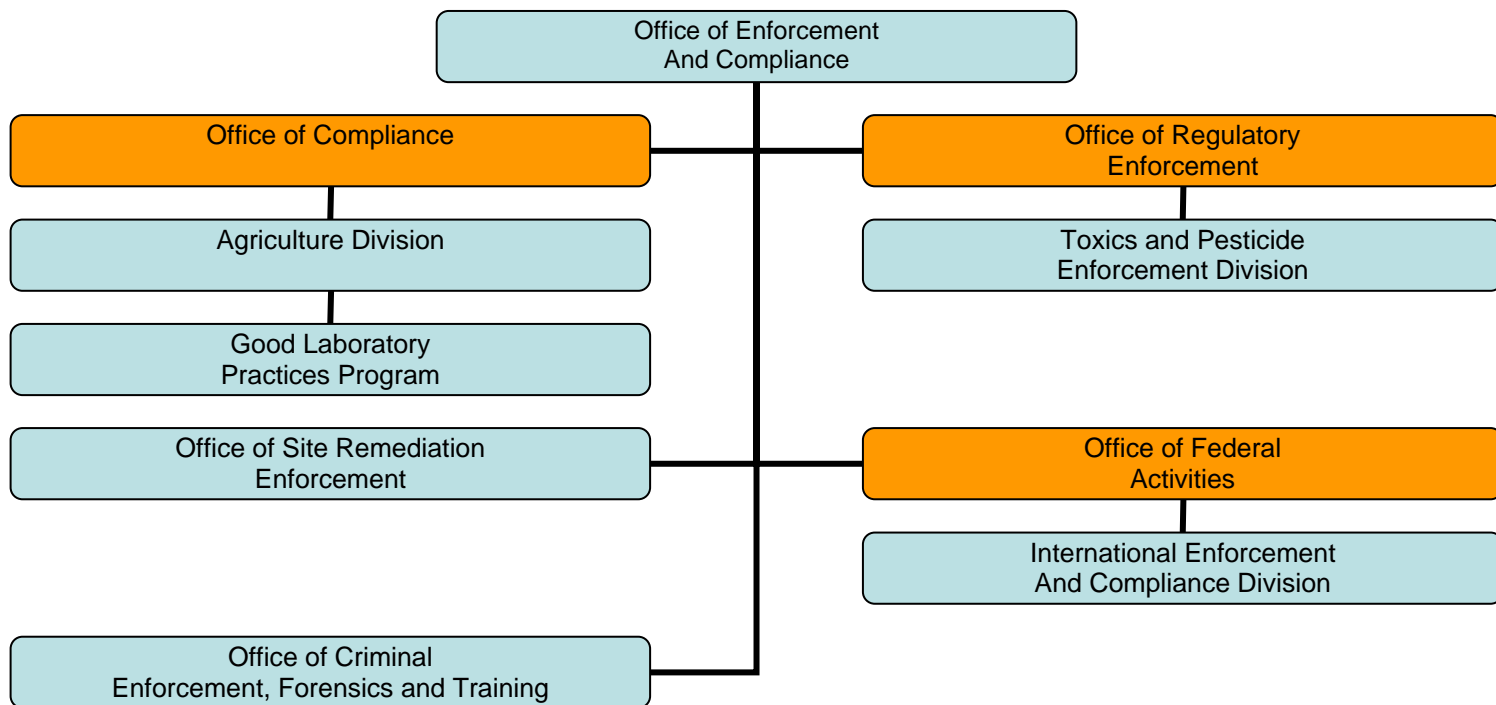 Office of Enforcement
And Compliance
Office of Compliance
Office of Regulatory
Enforcement
Agriculture Division
Toxics and Pesticide
Enforcement Division
Good Laboratory
Practices Program
Office of Site Remediation
Enforcement
Office of Federal
Activities
International Enforcement
And Compliance Division
Office of Criminal
Enforcement, Forensics and Training